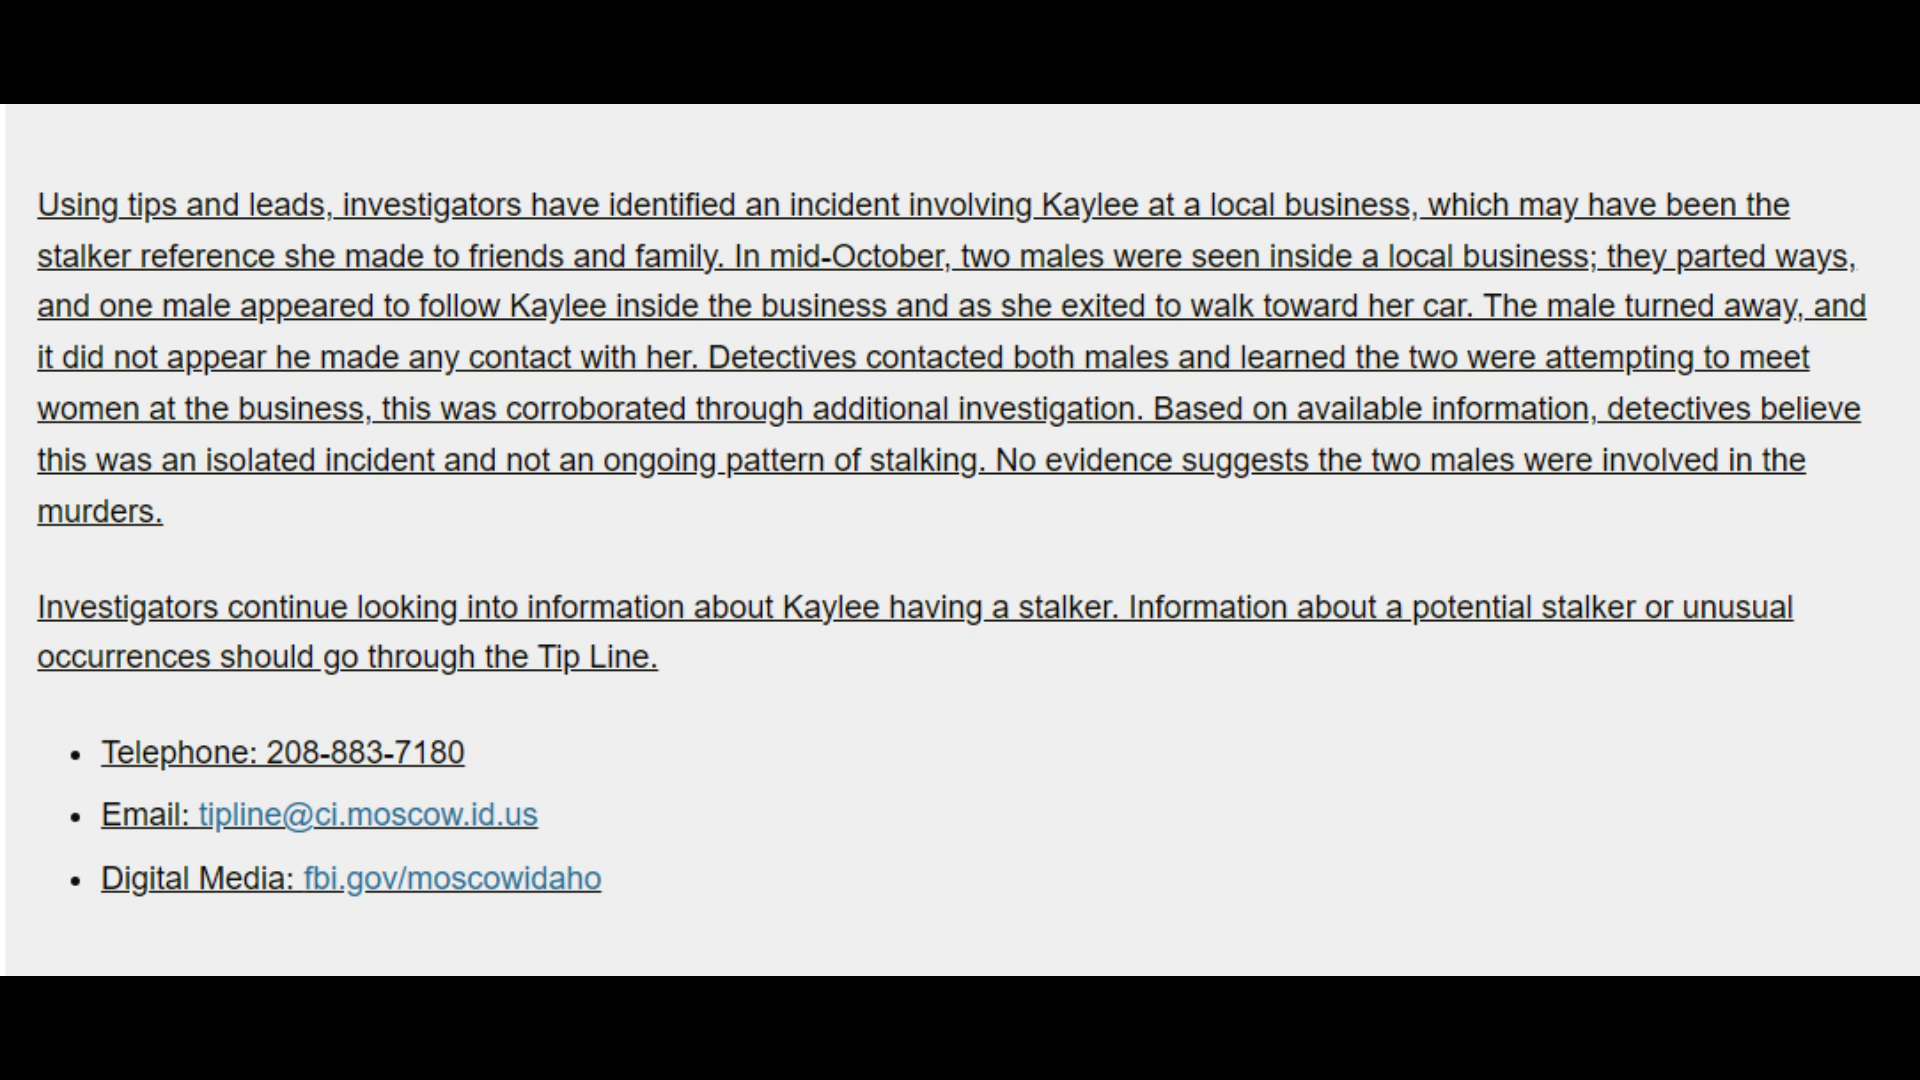 Using tips and leads, investigators have identified an incident involving Kaylee at a local business, which may have been the
stalker reference she made to friends and family. In mid-October, two males were seen inside a local business; they parted ways,
and one male appeared to follow Kaylee inside the business and as she exited to walk toward her car. The male turned away, and
it did not appear he made any contact with her. Detectives contacted both males and learned the two were attempting to meet
women at the business, this was corroborated through additional investigation. Based on available information, detectives believe
this was an isolated incident and not an ongoing pattern of stalking. No evidence suggests the two males were involved in the
murders.
Investigators continue looking into information about Kaylee having a stalker. Information about a potential stalker or unusual
occurrences should go through the Tip Line.
• Telephone: 208-883-7180
• Email: tipline@ci.moscow.id.us
• Digital Media: fbi.gov/moscowidaho